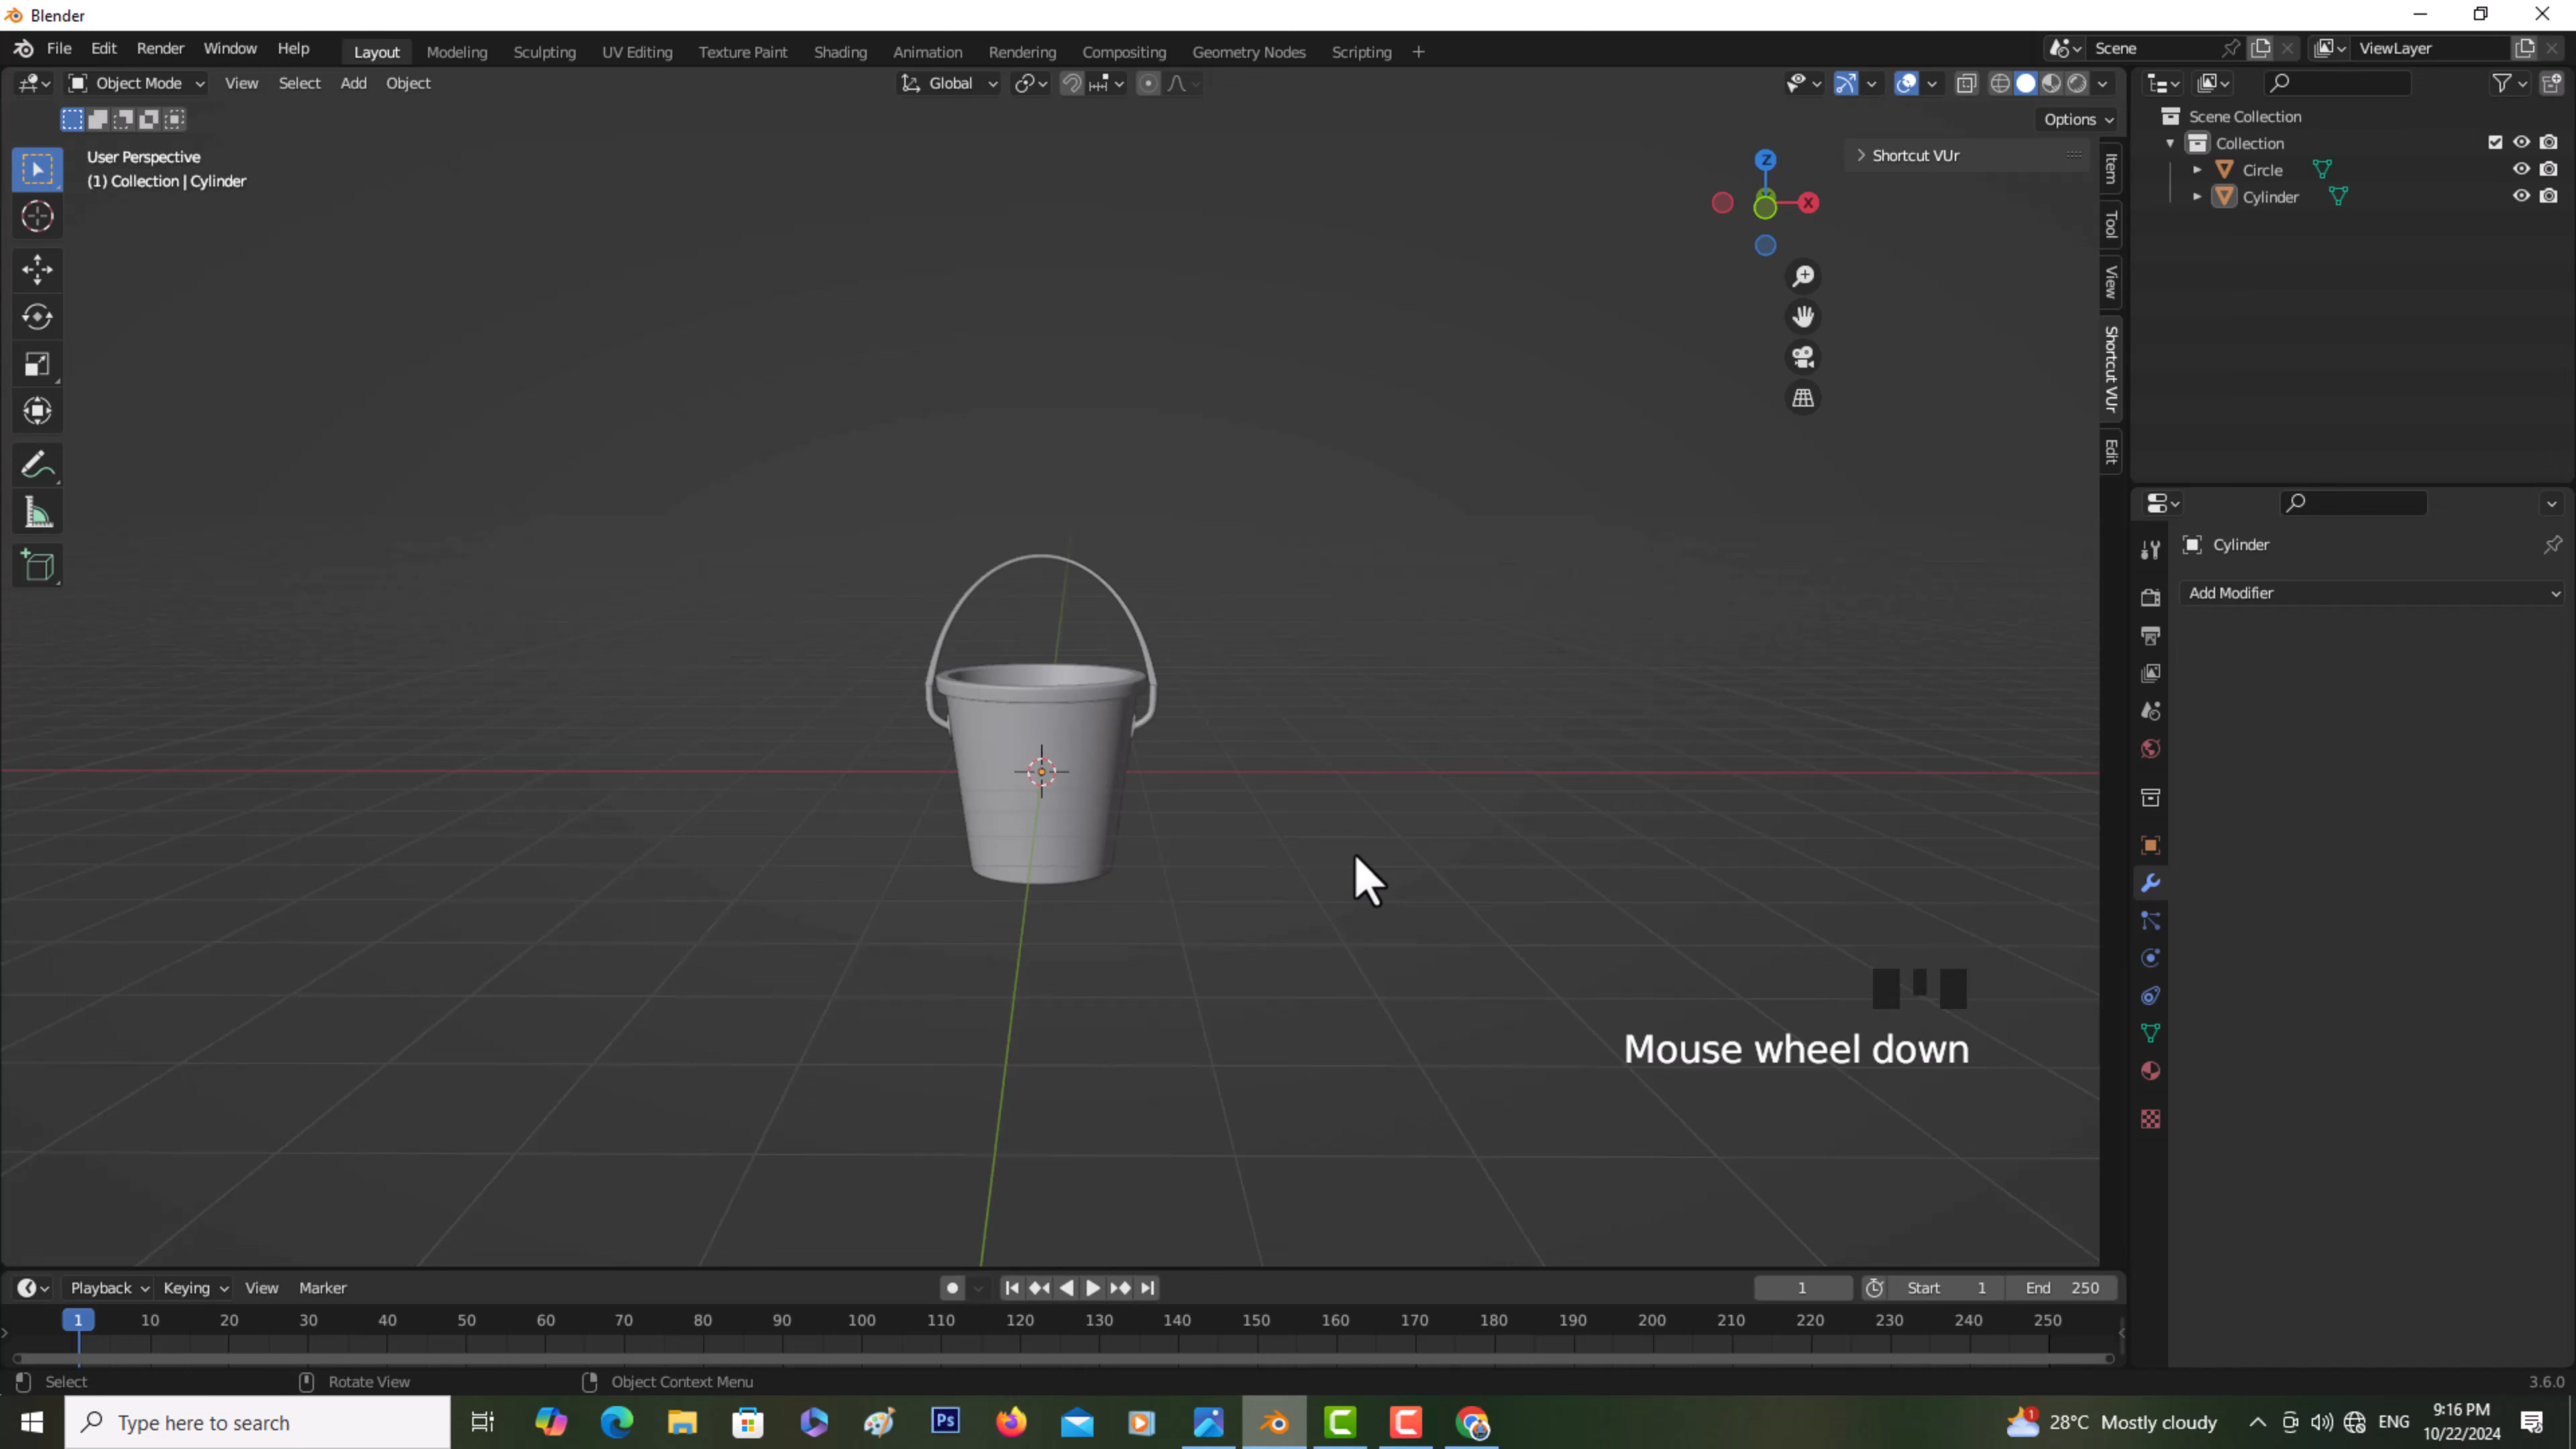 Blender
File Edit Render Window Help Layout Modeling Sculpting UV Editing Texture Paint Shading Animation Rendering Compositing Geometry Nodes Scripting + Scene ViewLayer
Object Mode View Select Add Object Global
Options
User Perspective
(1) Collection | Cylinder
Shortcut VUr
Z
X
Item
Tool
View
Shortcut VUr
Edit
Scene Collection
Collection
Circle
Cylinder
Cylinder
Add Modifier
Mouse wheel down
Playback Keying View Marker 1 Start 1 End 250
1 10 20 30 40 50 60 70 80 90 100 110 120 130 140 150 160 170 180 190 200 210 220 230 240 250
Select Rotate View Object Context Menu 3.6.0
Type here to search Ps 1 28°C Mostly cloudy ENG 9:16 PM
10/22/2024